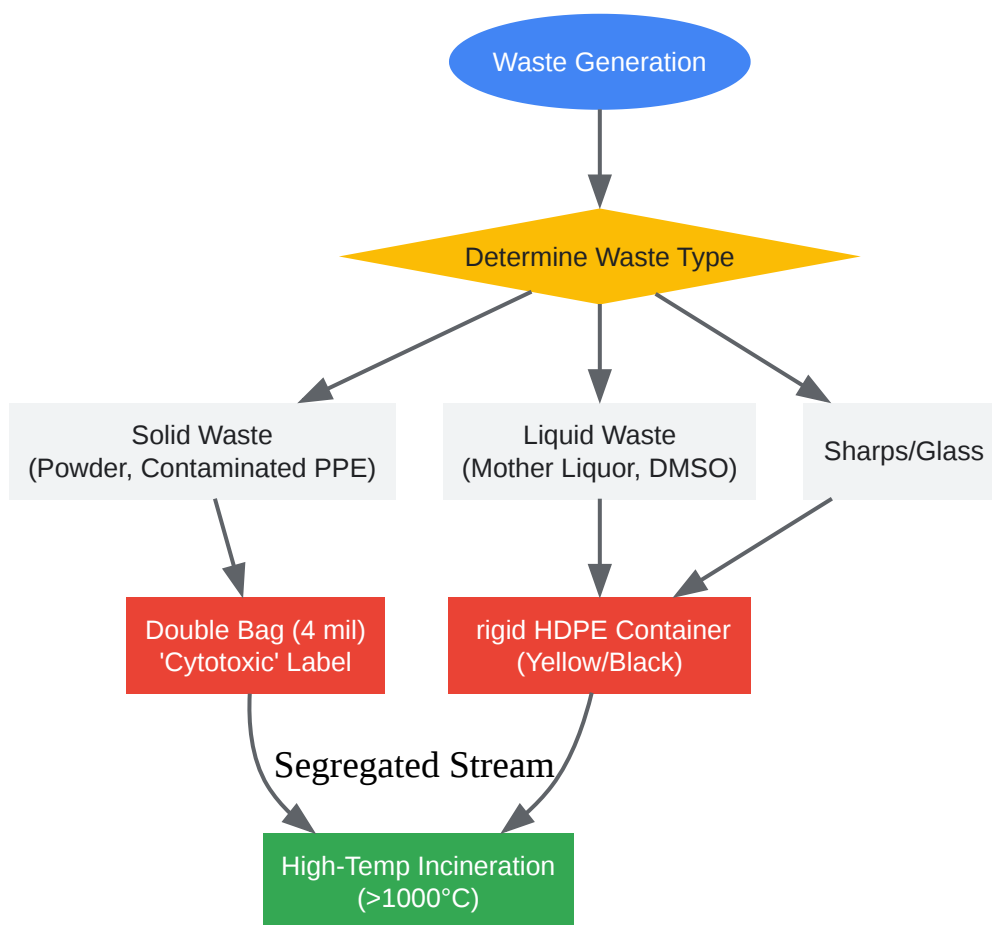 Waste Generation
Determine Waste Type
Solid Waste
(Powder, Contaminated PPE)
Liquid Waste
(Mother Liquor, DMSO)
Sharps/Glass
Double Bag (4 mil)
'Cytotoxic' Label
rigid HDPE Container
(Yellow/Black)
Segregated Stream
High-Temp Incineration
(>1000°C)